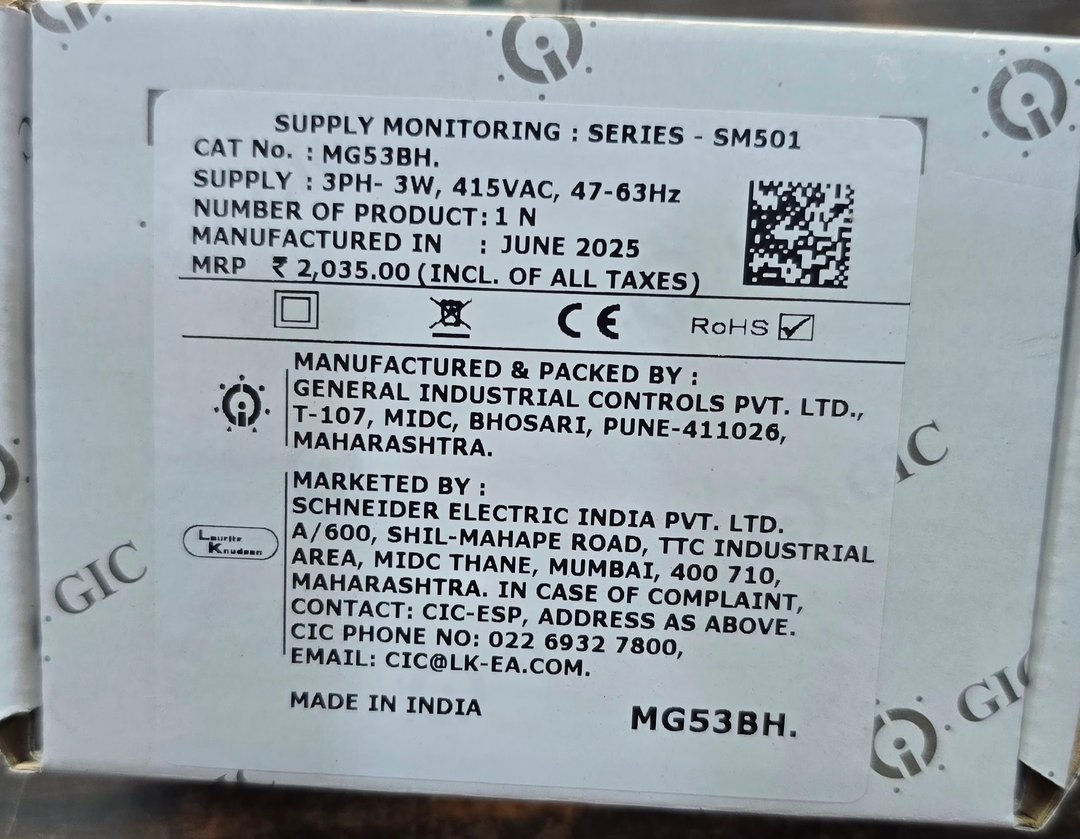 SUPPLY MONITORING : SERIES - SM501
CAT No. : MG53BH.
SUPPLY : 3PH- 3W, 415VAC, 47-63Hz
NUMBER OF PRODUCT: 1 N
MANUFACTURED IN : JUNE 2025
MRP ₹ 2,035.00 (INCL. OF ALL TAXES)
CE RoHS
MANUFACTURED & PACKED BY :
GENERAL INDUSTRIAL CONTROLS PVT. LTD.,
T-107, MIDC, BHOSARI, PUNE-411026,
MAHARASHTRA.
MARKETED BY :
SCHNEIDER ELECTRIC INDIA PVT. LTD.
A/600, SHIL-MAHAPE ROAD, TTC INDUSTRIAL
AREA, MIDC THANE, MUMBAI, 400 710,
MAHARASHTRA. IN CASE OF COMPLAINT,
CONTACT: CIC-ESP, ADDRESS AS ABOVE.
CIC PHONE NO: 022 6932 7800,
EMAIL: CIC@LK-EA.COM.
Lauritz
Knudsen
MADE IN INDIA
MG53BH.
GIC
IC
GIC